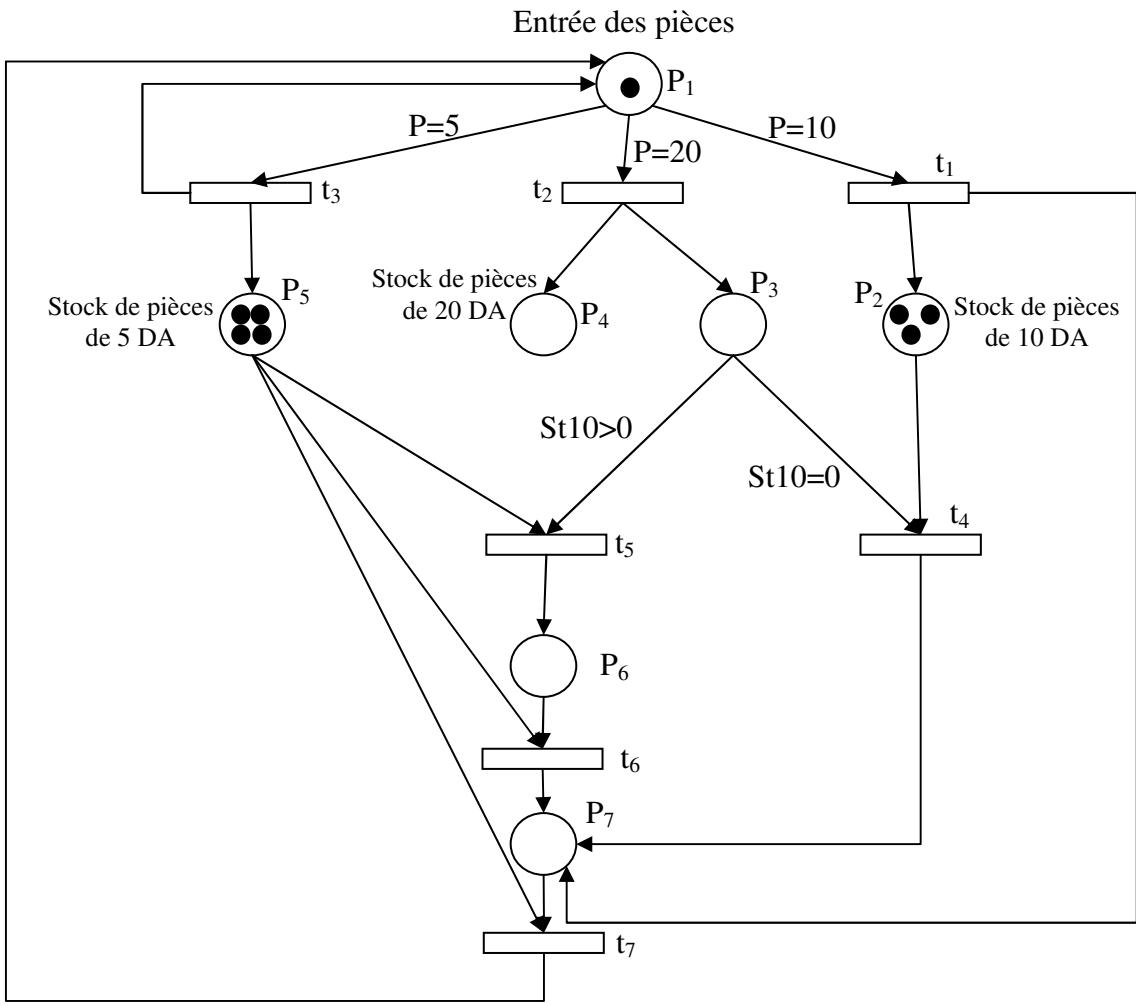 Entrée des pièces
P₁
P=5
P=20
P=10
t₃
t₂
t₁
Stock de pièces
de 5 DA
P₅
Stock de pièces
de 20 DA
P₄
P₃
P₂
Stock de pièces
de 10 DA
St10>0
St10=0
t₅
t₄
P₆
t₆
P₇
t₇